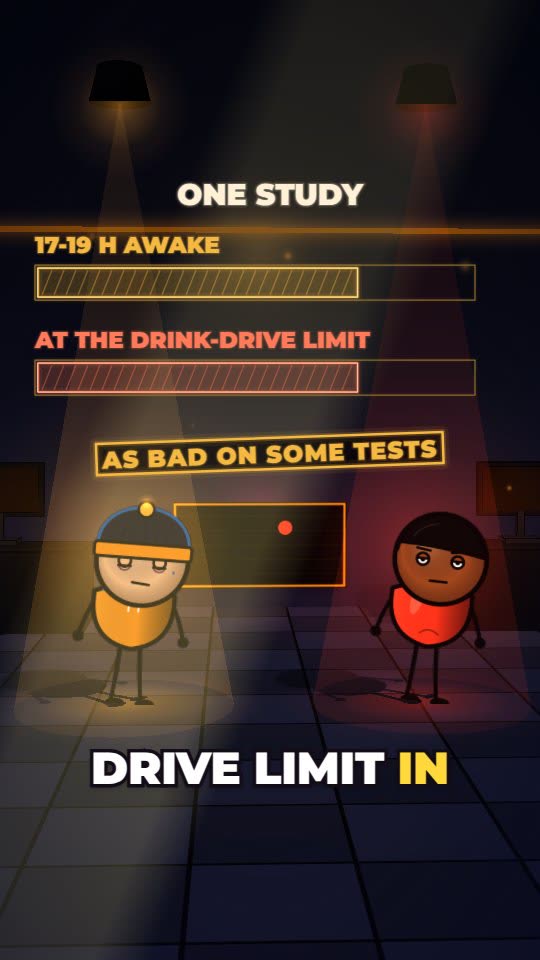 ONE STUDY
17-19 H AWAKE
AT THE DRINK-DRIVE LIMIT
AS BAD ON SOME TESTS
DRIVE LIMIT IN